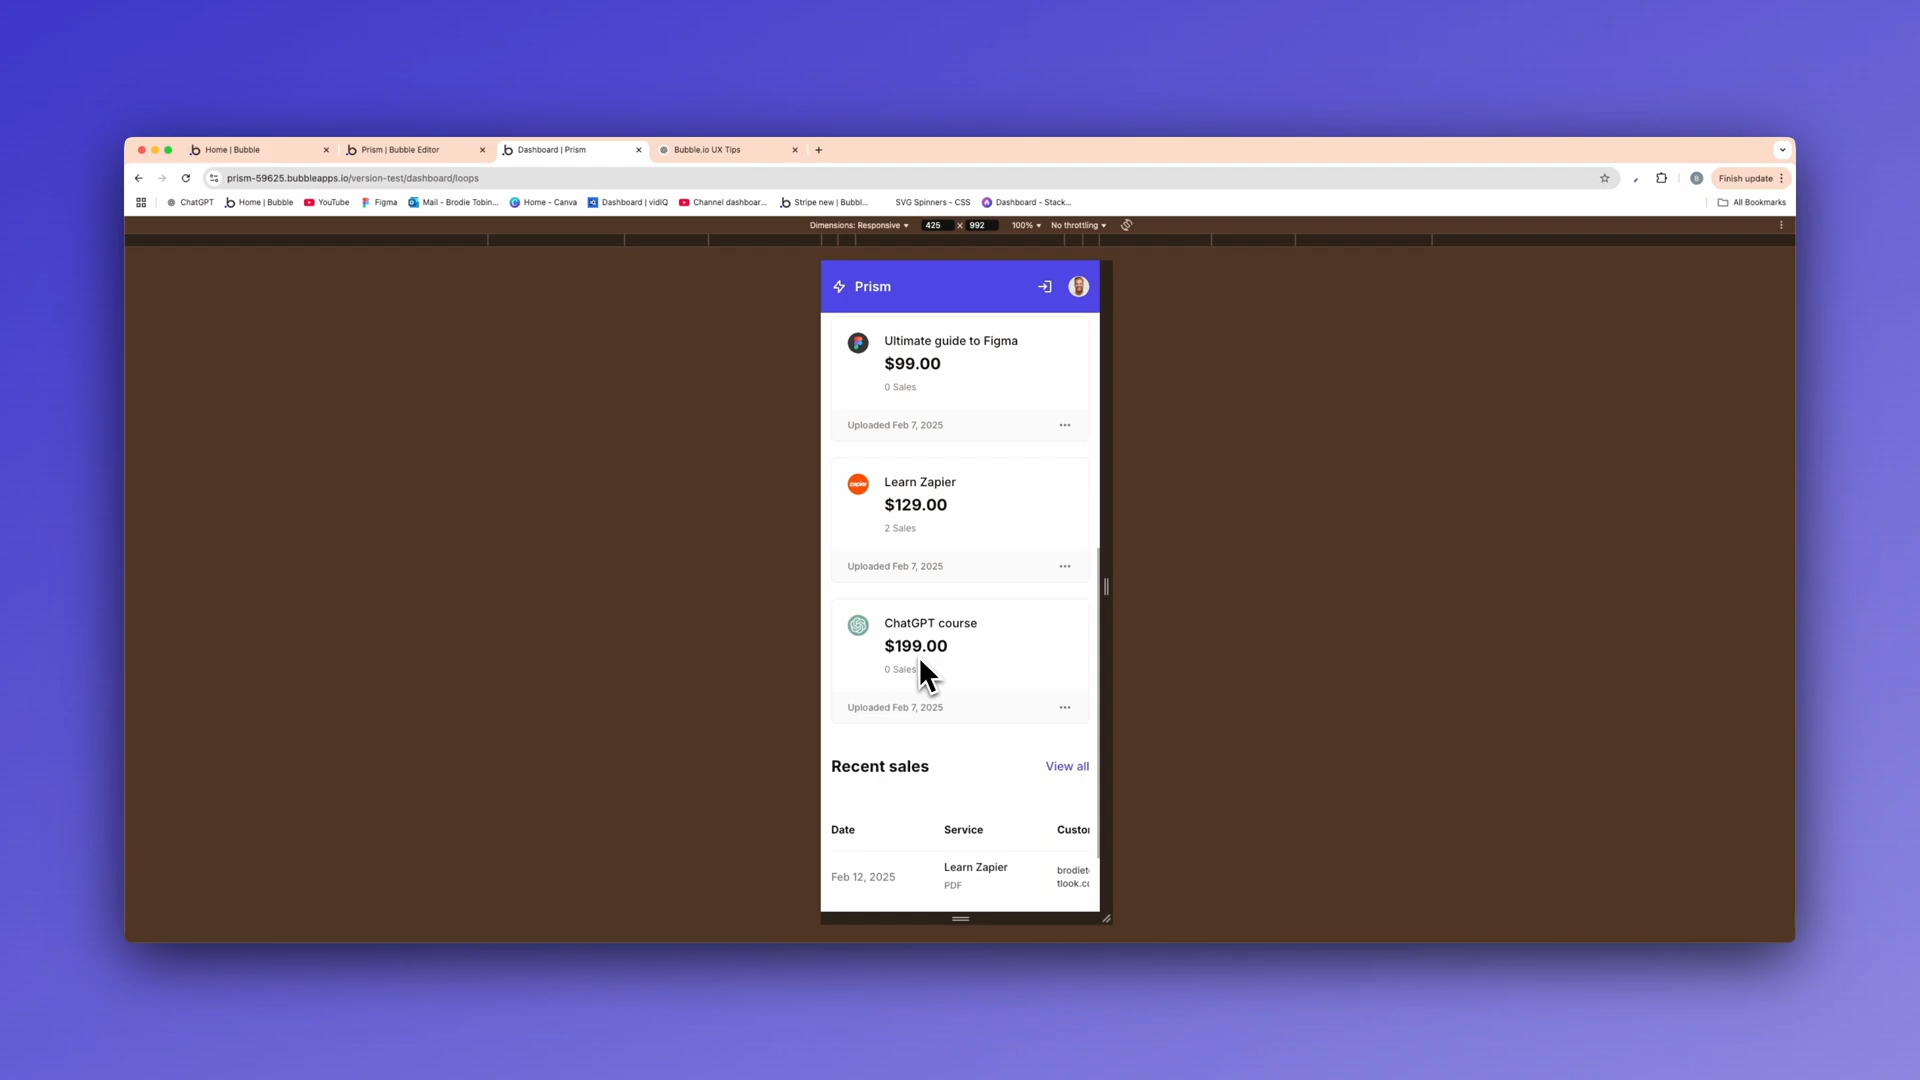 Home | Bubble
Prism | Bubble Editor
Dashboard | Prism
Bubble.io UX Tips
prism-59625.bubbleapps.io/version-test/dashboard/loops
Finish update
ChatGPT
Home | Bubble
YouTube
Figma
Mail - Brodie Tobin...
Home - Canva
Dashboard | vidIQ
Channel dashboar...
Stripe new | Bubbl...
SVG Spinners - CSS
Dashboard - Stack...
All Bookmarks
Dimensions: Responsive
425 × 992
100%
No throttling
Prism
Ultimate guide to Figma
$99.00
0 Sales
Uploaded Feb 7, 2025
zapier
Learn Zapier
$129.00
2 Sales
Uploaded Feb 7, 2025
ChatGPT course
$199.00
0 Sales
Uploaded Feb 7, 2025
Recent sales
View all
Date
Service
Custo
Learn Zapier
Feb 12, 2025
PDF
brodiet
tlook.c